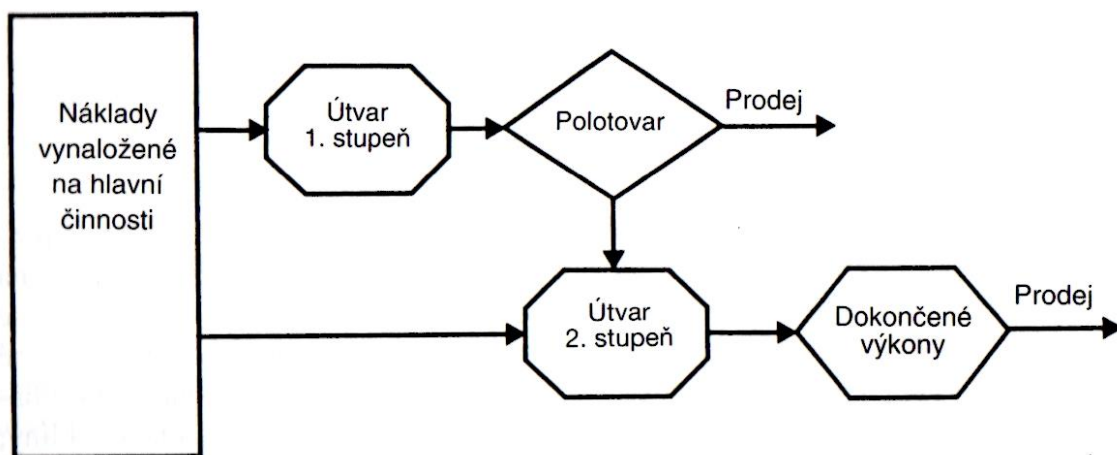 Náklady
vynaložené
na hlavní
činnosti
Útvar
1. stupeň
Polotovar
Prodej
Útvar
2. stupeň
Dokončené
výkony
Prodej